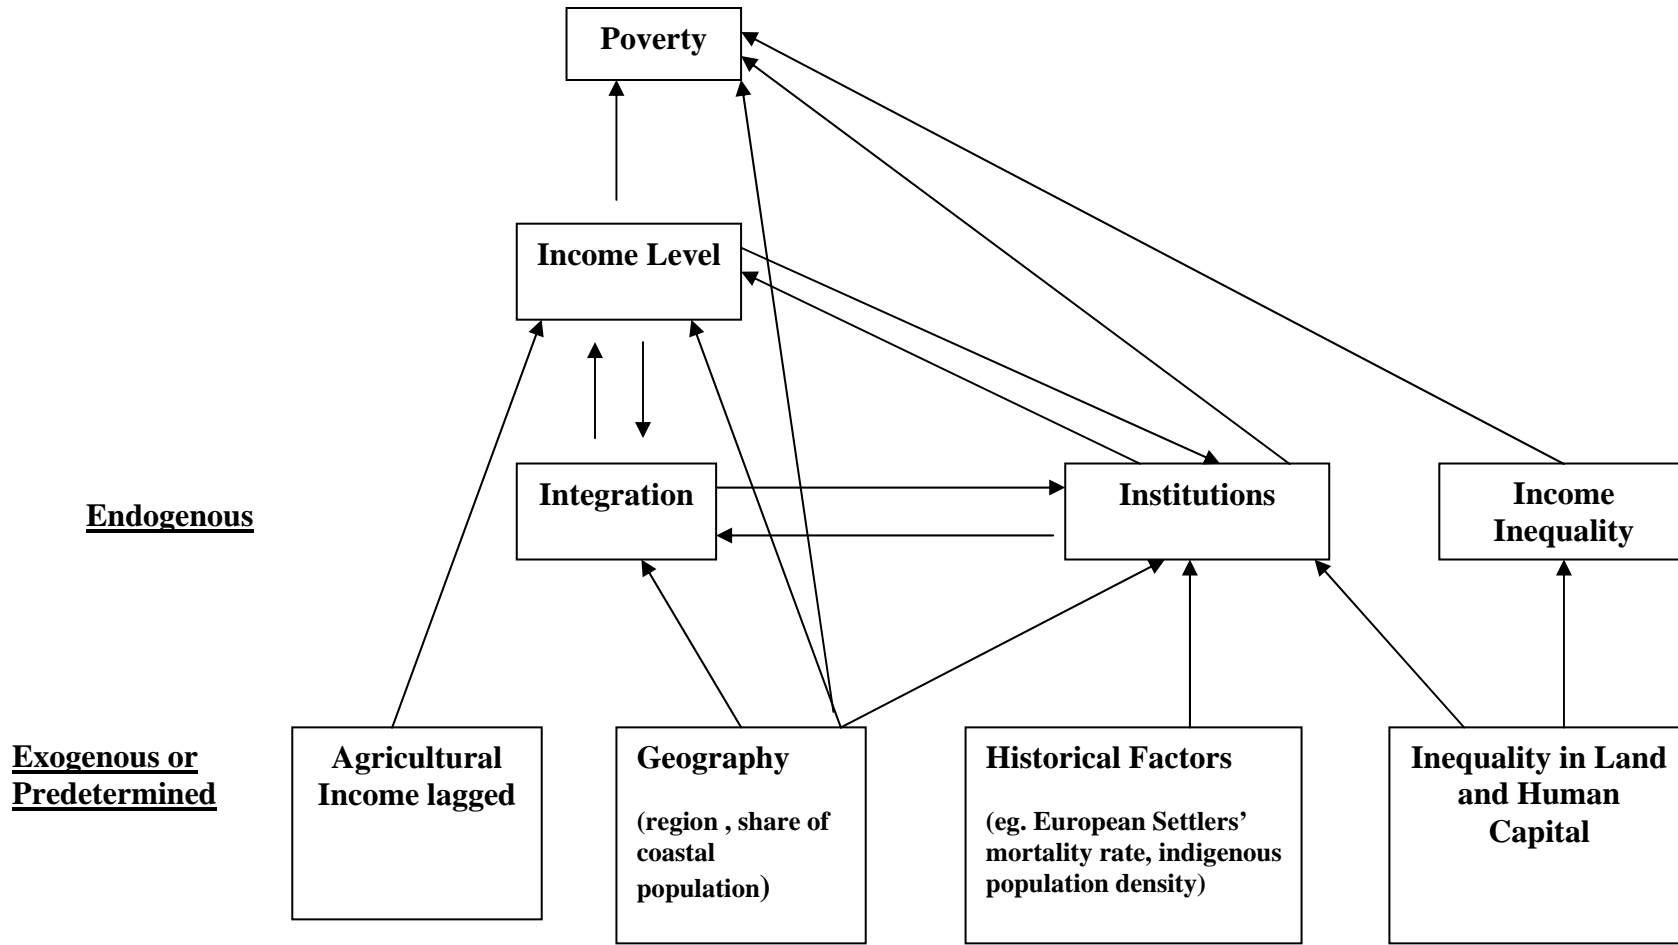 Poverty
Income Level
Endogenous
Integration
Institutions
Income
Inequality
Exogenous or
Predetermined
Agricultural
Income lagged
Geography
(region , share of
coastal
population)
Historical Factors
(eg. European Settlers’
mortality rate, indigenous
population density)
Inequality in Land
and Human
Capital